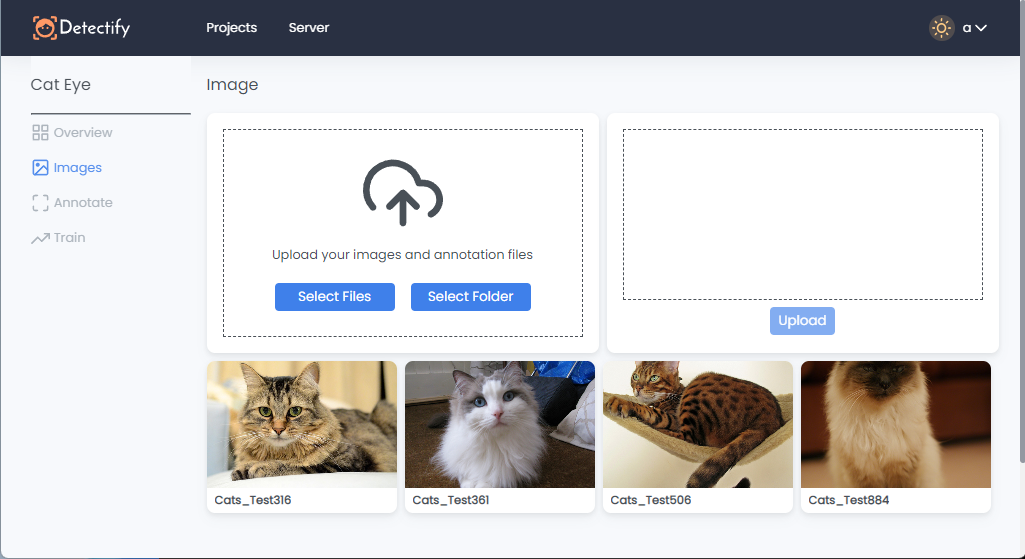 Detectify
Projects
Server
a
Cat Eye
Overview
Images
Annotate
Train
Image
Upload your images and annotation files
Select Files
Select Folder
Upload
Cats_Test316
Cats_Test361
Cats_Test506
Cats_Test884